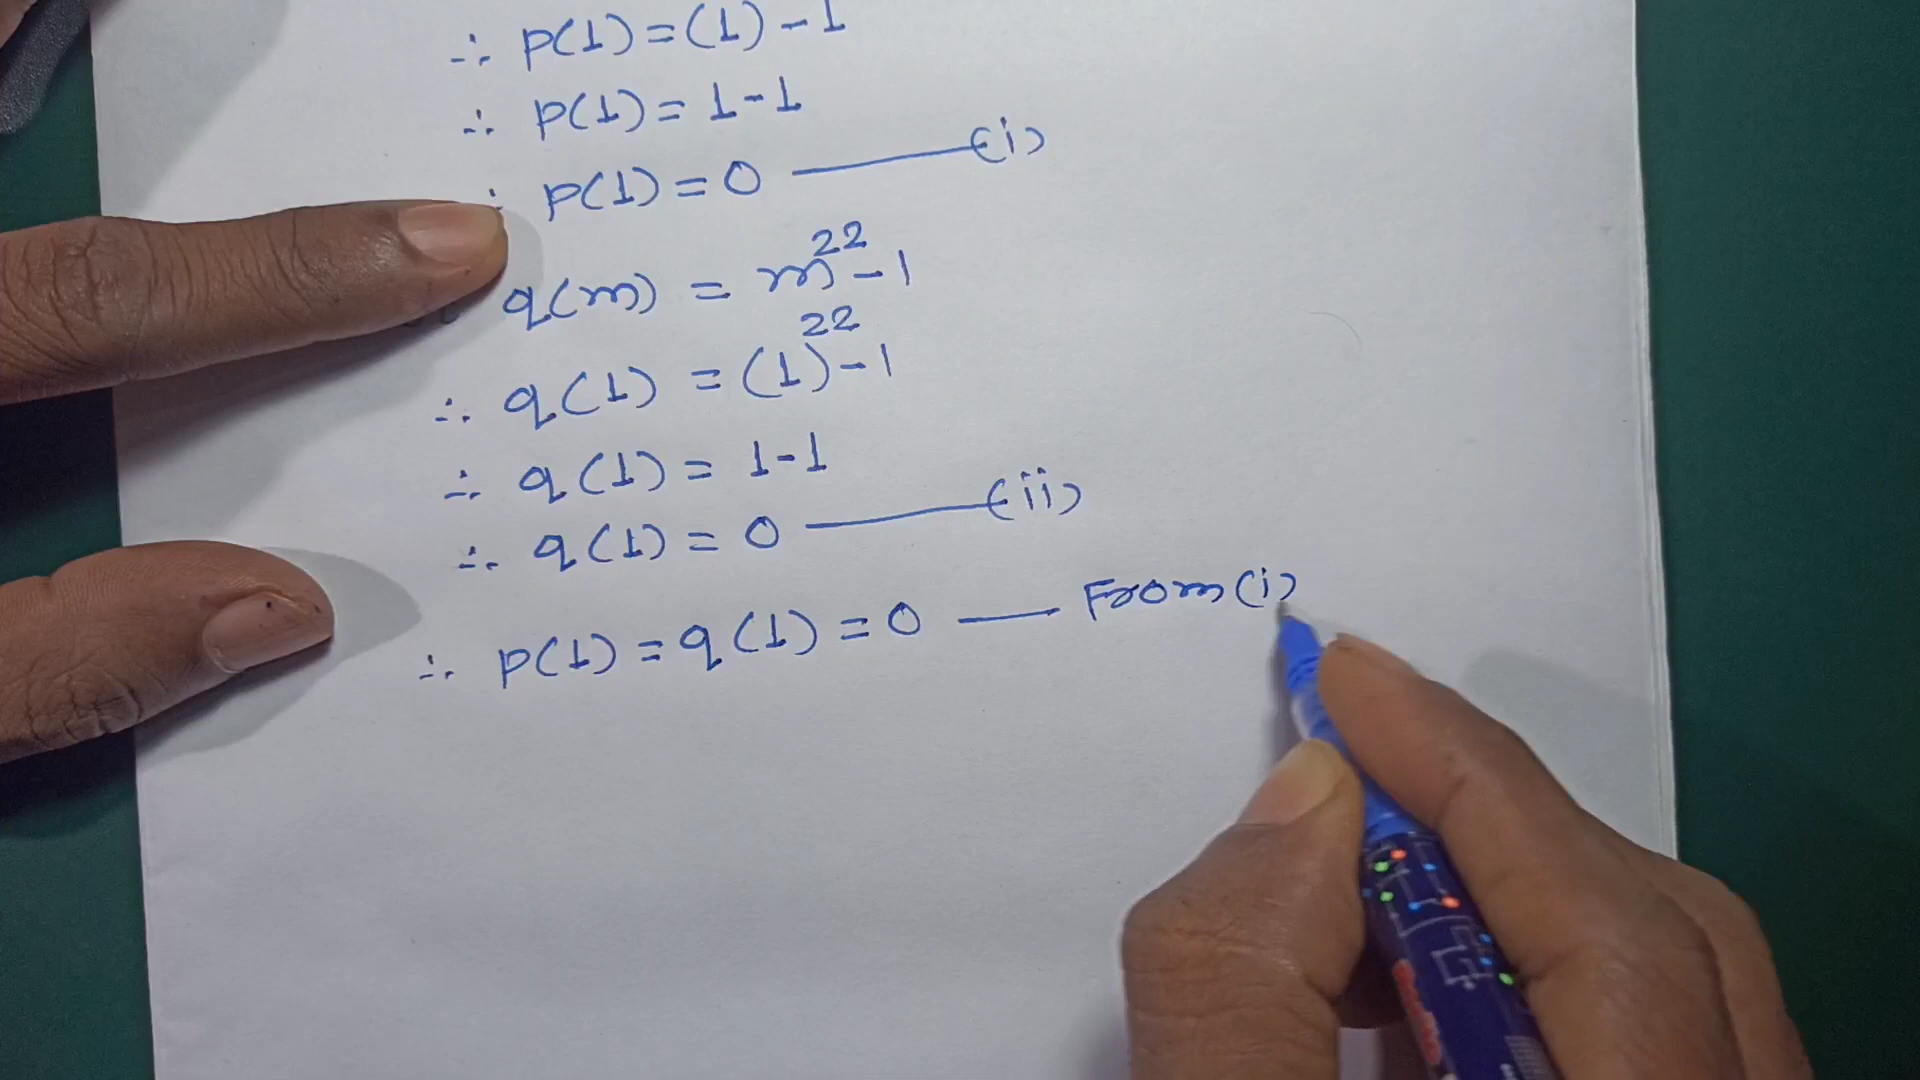 ∴ p(1) = (1) - 1
∴ p(1) = 1 - 1
∴ p(1) = 0 —— (i)
q(m) = m²² - 1
∴ q(1) = (1)²² - 1
∴ q(1) = 1 - 1
∴ q(1) = 0 —— (ii)
∴ p(1) = q(1) = 0 — From (i)